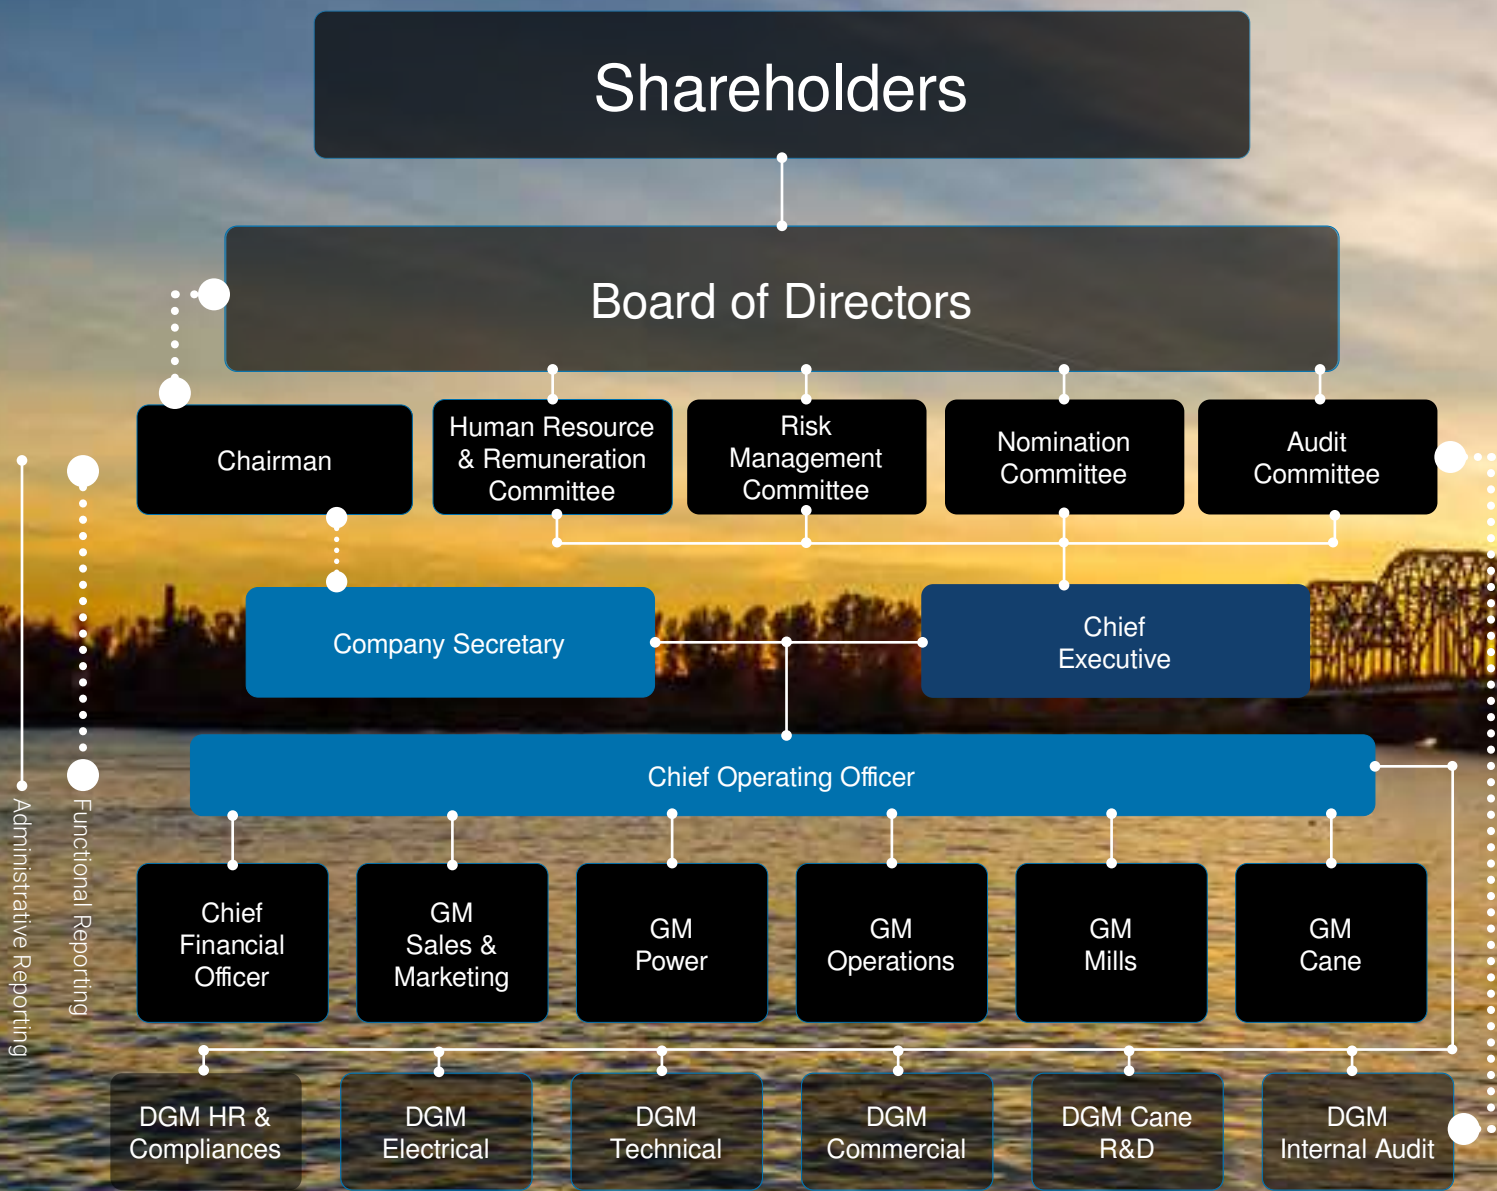 Shareholders
Board of Directors
Chairman
Human Resource
& Remuneration
Committee
Risk
Management
Committee
Nomination
Committee
Audit
Committee
Company Secretary
Chief
Executive
Chief Operating Officer
Administrative Reporting
Functional Reporting
Chief
Financial
Officer
GM
Sales &
Marketing
GM
Power
GM
Operations
GM
Mills
GM
Cane
DGM HR &
Compliances
DGM
Electrical
DGM
Technical
DGM
Commercial
DGM Cane
R&D
DGM
Internal Audit